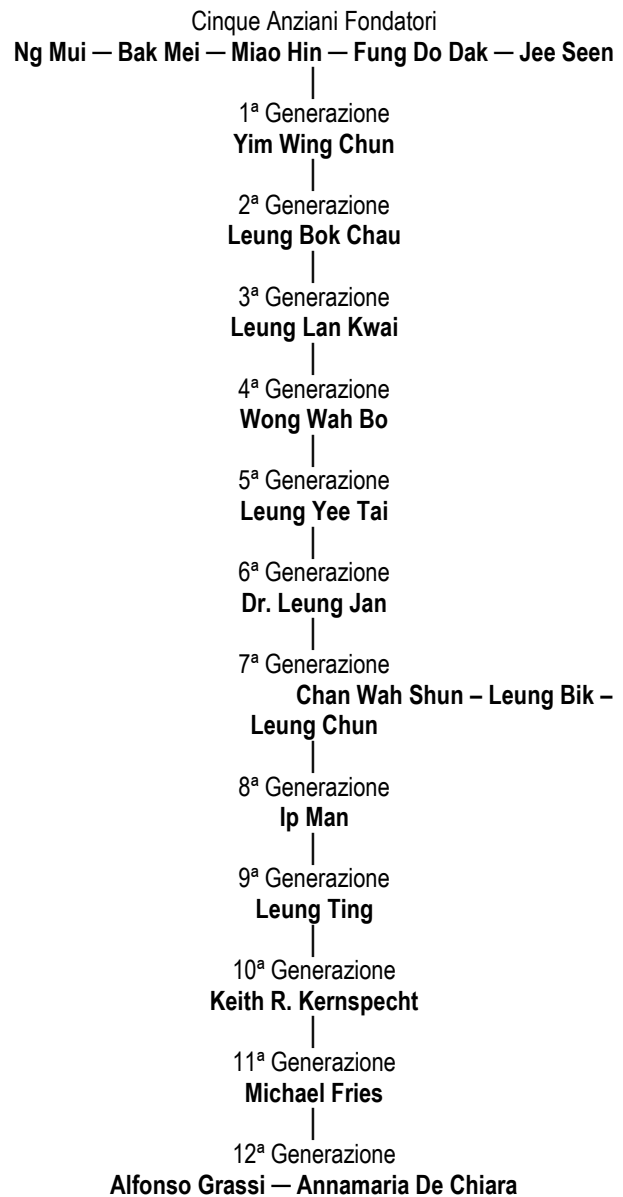 Cinque Anziani Fondatori
Ng Mui — Bak Mei — Miao Hin — Fung Do Dak — Jee Seen
1ª Generazione
Yim Wing Chun
2ª Generazione
Leung Bok Chau
3ª Generazione
Leung Lan Kwai
4ª Generazione
Wong Wah Bo
5ª Generazione
Leung Yee Tai
6ª Generazione
Dr. Leung Jan
7ª Generazione
Chan Wah Shun – Leung Bik –
Leung Chun
8ª Generazione
Ip Man
9ª Generazione
Leung Ting
10ª Generazione
Keith R. Kernspecht
11ª Generazione
Michael Fries
12ª Generazione
Alfonso Grassi — Annamaria De Chiara